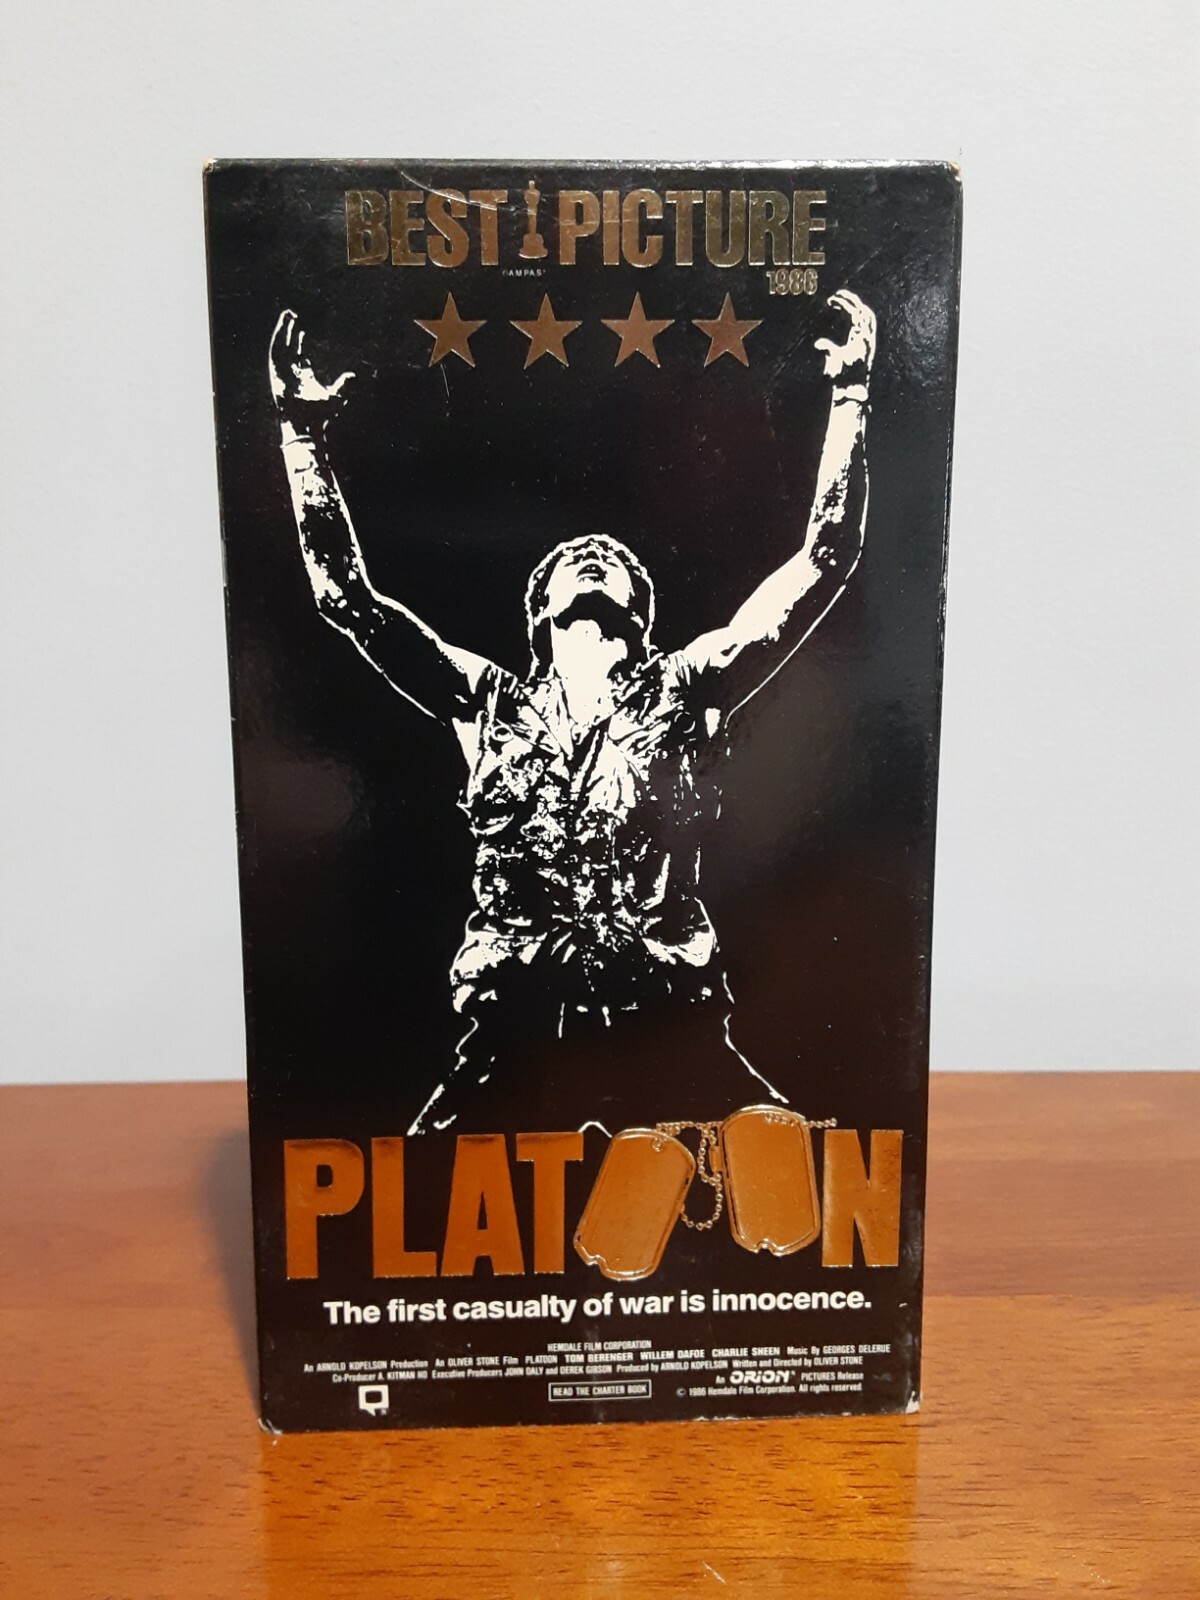 BEST PICTURE
"AMPAS"
1986
PLATOON
The first casualty of war is innocence.
HEMDALE FILM CORPORATION
An ARNOLD KOPELSON Production An OLIVER STONE Film PLATOON TOM BERENGER WILLEM DAFOE CHARLIE SHEEN Music By GEORGES DELERUE
Co-Producer A. KITMAN HO Executive Producers JOHN DALY and DEREK GIBSON Produced by ARNOLD KOPELSON Written and Directed by OLIVER STONE
An ORION PICTURES Release
READ THE CHARTER BOOK
© 1986 Hemdale Film Corporation. All rights reserved.